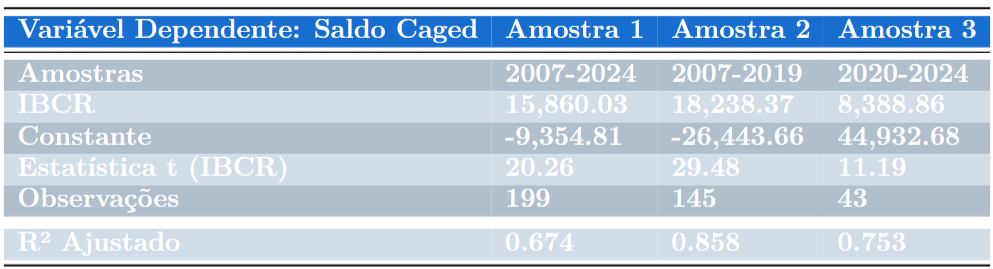 Variável Dependente: Saldo Caged Amostra 1 Amostra 2 Amostra 3
Amostras 2007-2024 2007-2019 2020-2024
IBCR 15,860.03 18,238.37 8,388.86
Constante -9,354.81 -26,443.66 44,932.68
Estatística t (IBCR) 20.26 29.48 11.19
Observações 199 145 43
R² Ajustado 0.674 0.858 0.753